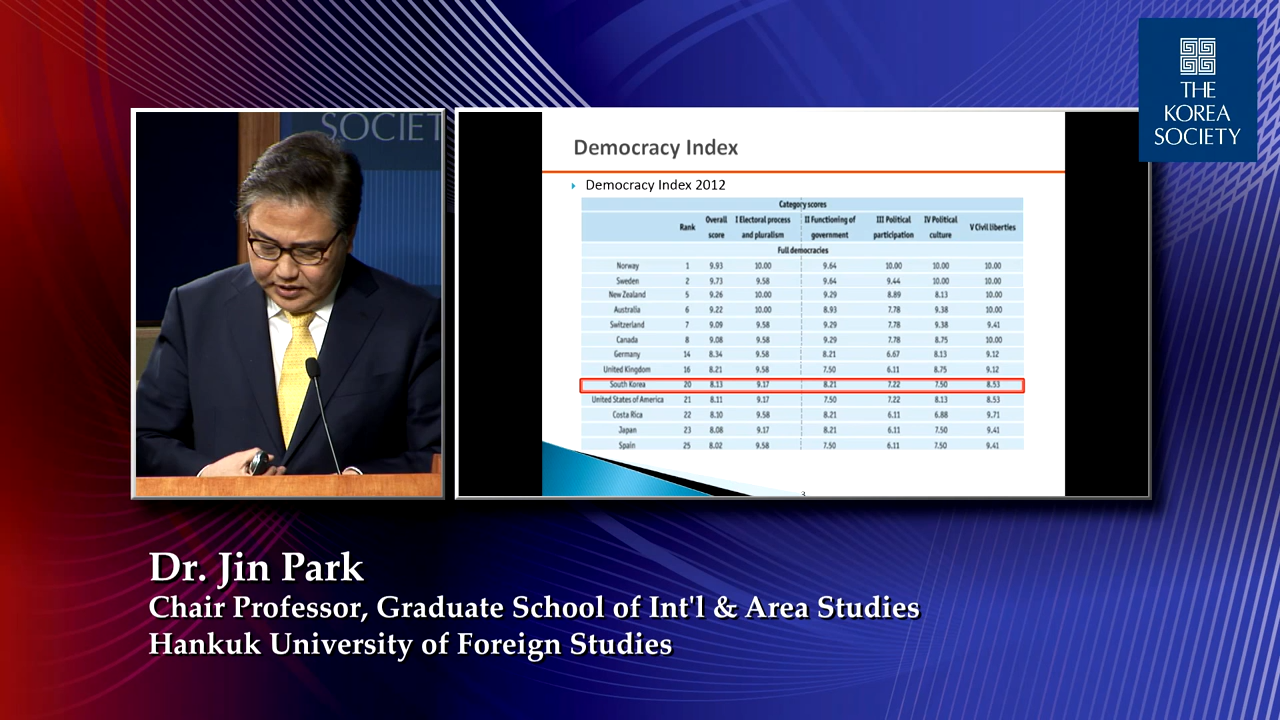 THE
KOREA
SOCIETY
SOCIET
Democracy Index
Democracy Index 2012
Category scores
Rank Overall score I Electoral process and pluralism II Functioning of government III Political participation IV Political culture V Civil liberties
Full democracies
Norway 1 9.93 10.00 9.64 10.00 10.00 10.00
Sweden 2 9.73 9.58 9.64 9.44 10.00 10.00
New Zealand 5 9.26 10.00 9.29 8.89 8.13 10.00
Australia 6 9.22 10.00 8.93 7.78 9.38 10.00
Switzerland 7 9.09 9.58 9.29 7.78 9.38 9.41
Canada 8 9.08 9.58 9.29 7.78 8.75 10.00
Germany 14 8.34 9.58 8.21 6.67 8.13 9.12
United Kingdom 16 8.21 9.58 7.50 6.11 8.75 9.12
South Korea 20 8.13 9.17 8.21 7.22 7.50 8.53
United States of America 21 8.11 9.17 7.50 7.22 8.13 8.53
Costa Rica 22 8.10 9.58 8.21 6.11 6.88 9.71
Japan 23 8.08 9.17 8.21 6.11 7.50 9.41
Spain 25 8.02 9.58 7.50 6.11 7.50 9.41
3
Dr. Jin Park
Chair Professor, Graduate School of Int'l & Area Studies
Hankuk University of Foreign Studies